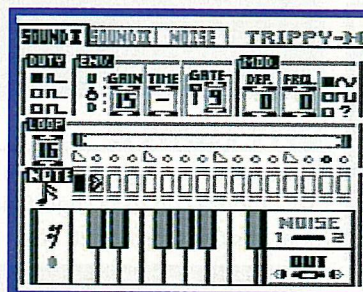 SOUND I SOUND II NOISE TRIPPY-H
DUTY ENV. MOD.
U GAIN TIME GATE DEP. FREQ.
D 15 - 9 0 0
?
LOOP
16
NOTE
NOISE
1 2
OUT